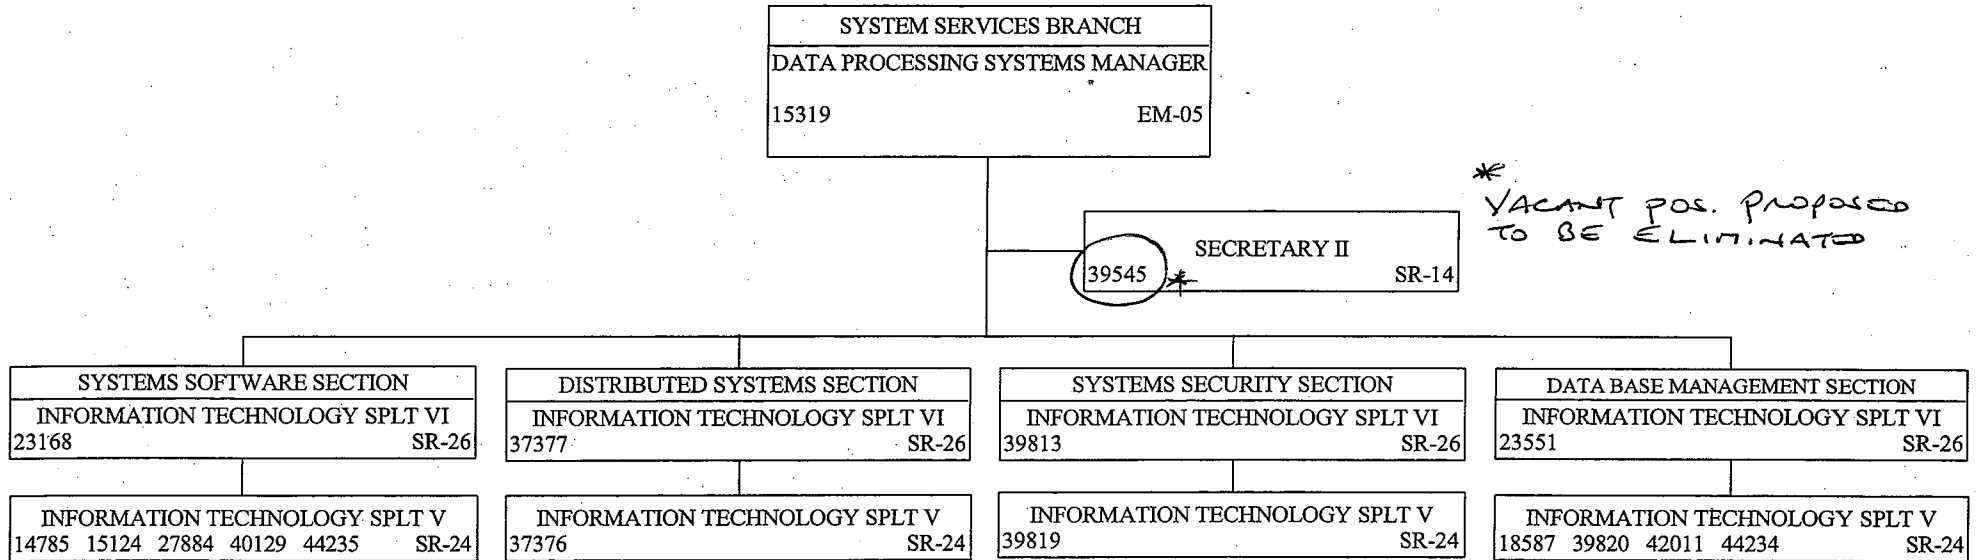 SYSTEM SERVICES BRANCH
DATA PROCESSING SYSTEMS MANAGER
15319 EM-05
*
VACANT POS. PROPOSED
TO BE ELIMINATED
SECRETARY II
39545 * SR-14
SYSTEMS SOFTWARE SECTION
INFORMATION TECHNOLOGY SPLT VI
23168 SR-26
INFORMATION TECHNOLOGY SPLT V
14785 15124 27884 40129 44235 SR-24
DISTRIBUTED SYSTEMS SECTION
INFORMATION TECHNOLOGY SPLT VI
37377 SR-26
INFORMATION TECHNOLOGY SPLT V
37376 SR-24
SYSTEMS SECURITY SECTION
INFORMATION TECHNOLOGY SPLT VI
39813 SR-26
INFORMATION TECHNOLOGY SPLT V
39819 SR-24
DATA BASE MANAGEMENT SECTION
INFORMATION TECHNOLOGY SPLT VI
23551 SR-26
INFORMATION TECHNOLOGY SPLT V
18587 39820 42011 44234 SR-24